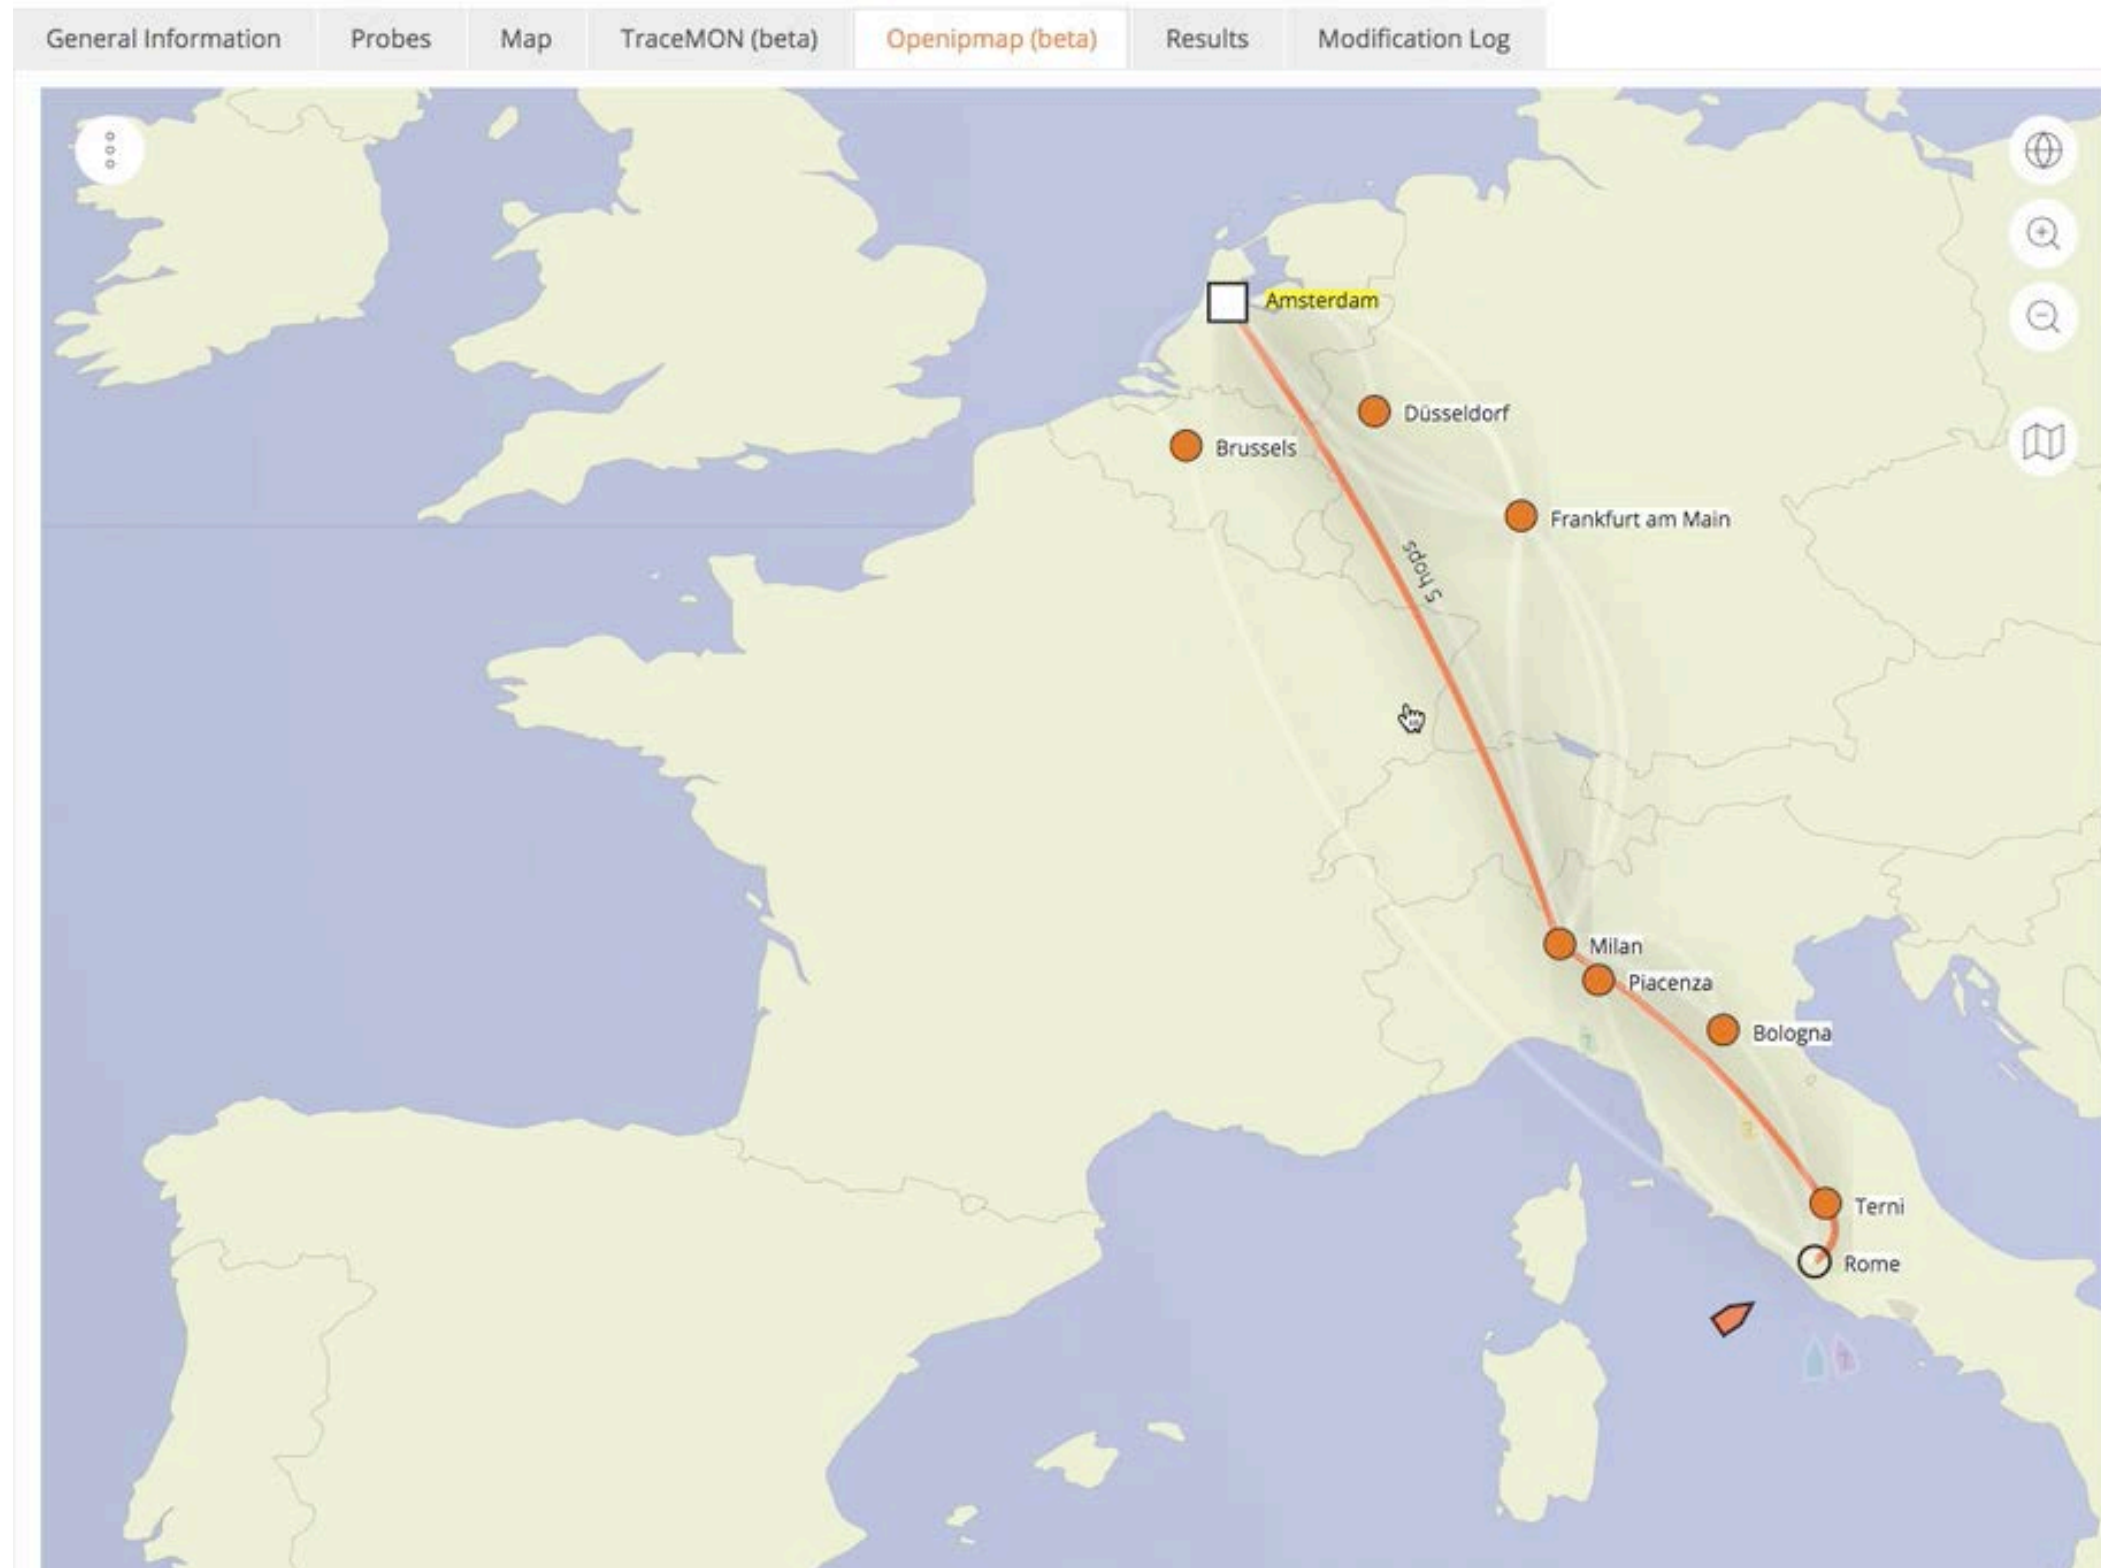 General Information Probes Map TraceMON (beta) Openipmap (beta) Results Modification Log
Amsterdam
Düsseldorf
Brussels
Frankfurt am Main
5 hops
Milan
Piacenza
Bologna
?
?
Terni
Rome
?